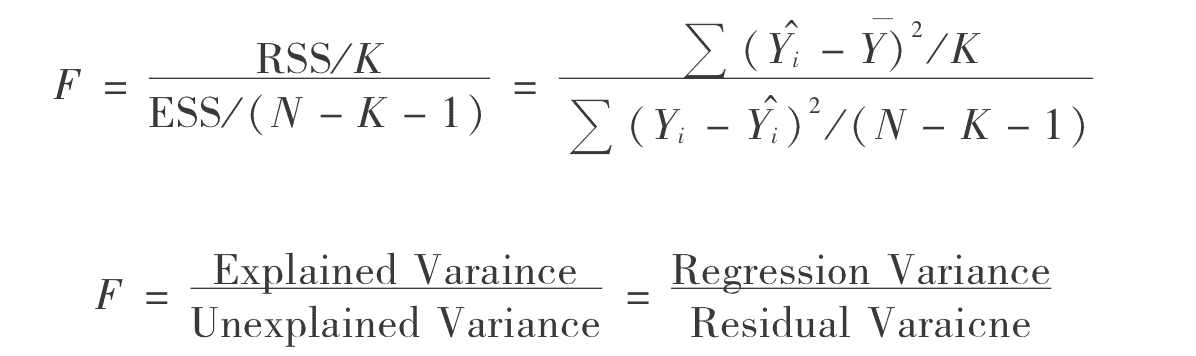 F = RSS/K / ESS/(N − K − 1) = ∑ (Ŷᵢ − Ȳ)²/K / ∑ (Yᵢ − Ŷᵢ)²/(N − K − 1)
F = Explained Varaince / Unexplained Variance = Regression Variance / Residual Varaicne